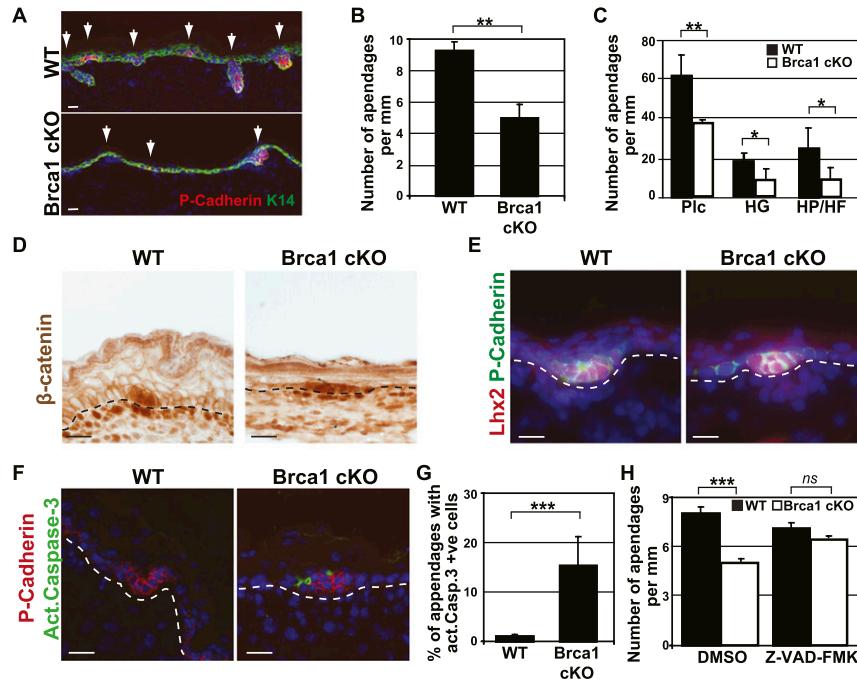 A
WT
Brca1 cKO
P-Cadherin K14
B
Number of apendages
per mm
10
8
6
4
2
0
**
WT
Brca1
cKO
C
Number of apendages
per mm
80
60
40
20
0
**
*
*
WT
Brca1 cKO
Plc
HG
HP/HF
D
WT
Brca1 cKO
β-catenin
E
WT
Brca1 cKO
Lhx2 P-Cadherin
F
WT
Brca1 cKO
P-Cadherin
Act.Caspase-3
G
% of appendages with
act.Casp.3 +ve cells
30
20
10
0
***
WT
Brca1
cKO
H
Number of apendages
per mm
9
6
3
0
***
ns
WT
Brca1 cKO
DMSO
Z-VAD-FMK